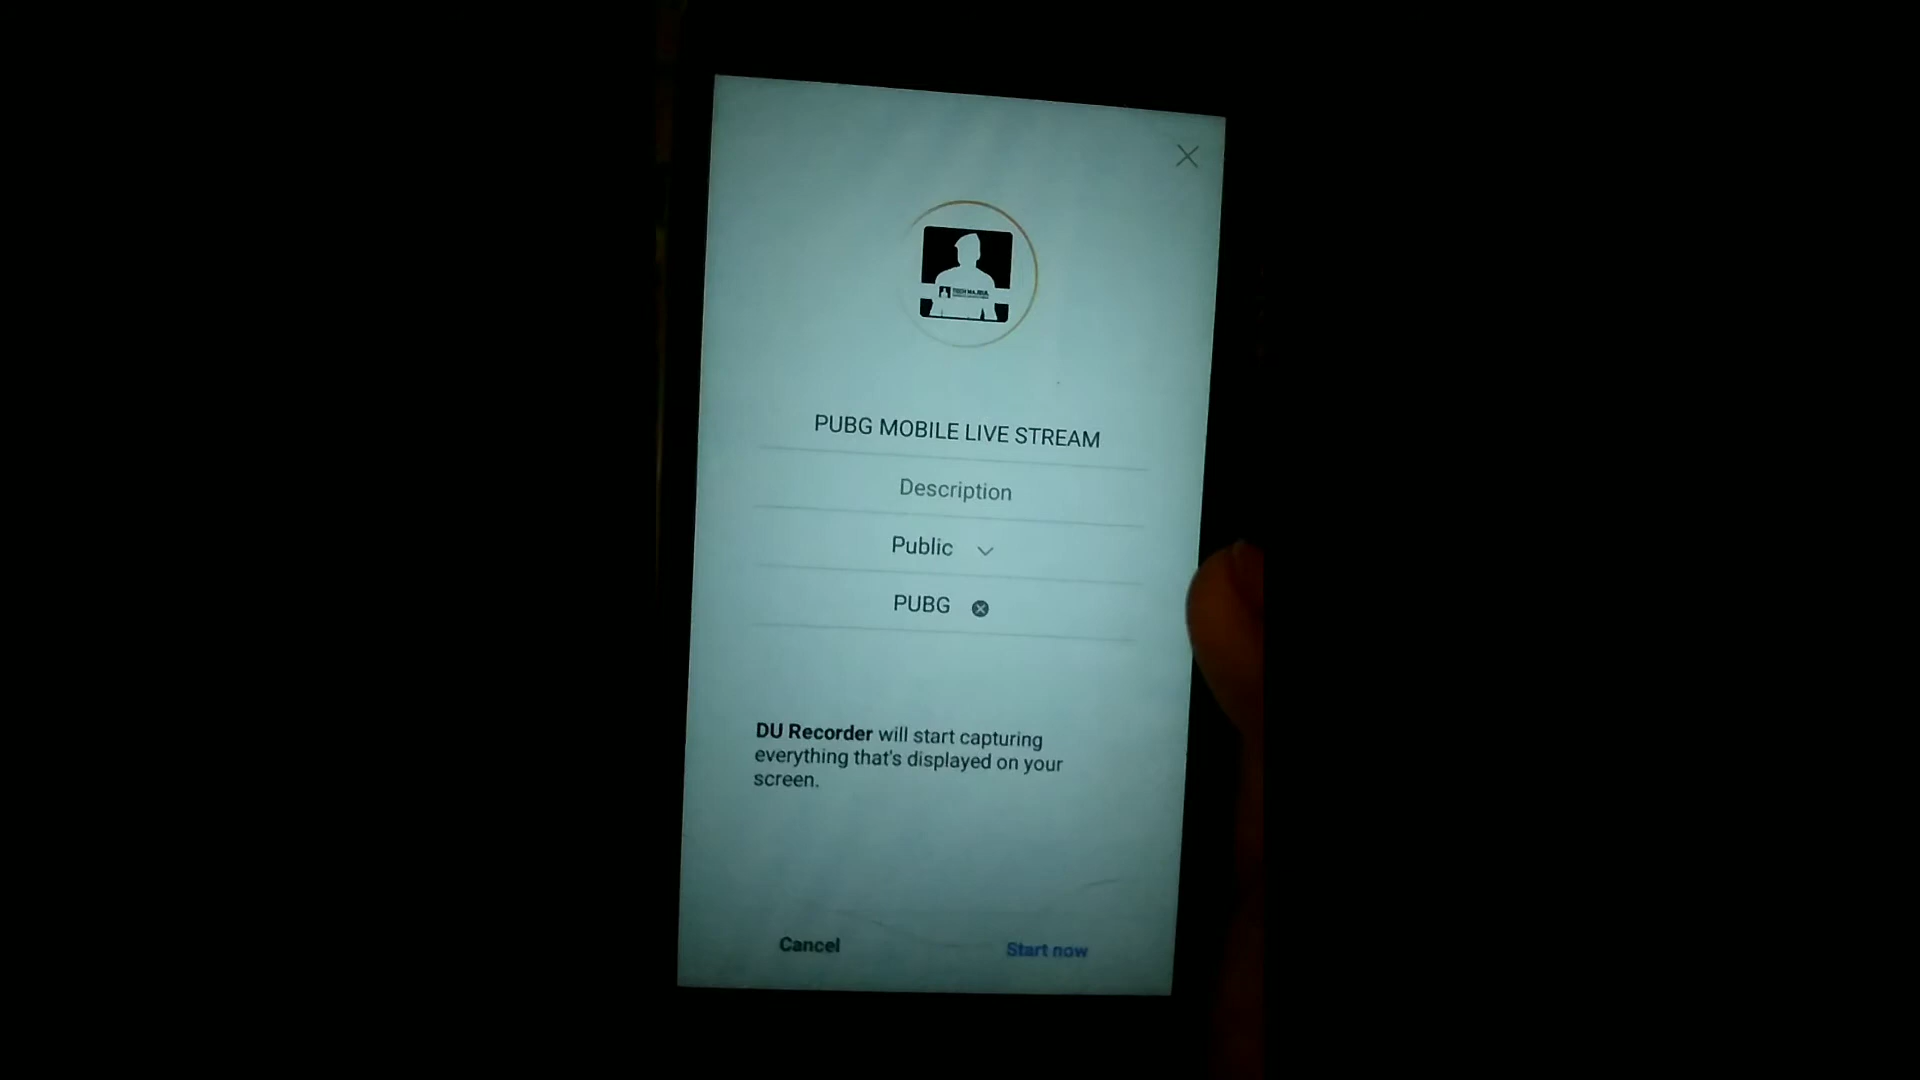 PUBG MOBILE LIVE STREAM
Description
Public
PUBG
DU Recorder will start capturing
everything that's displayed on your
screen.
Cancel
Start now